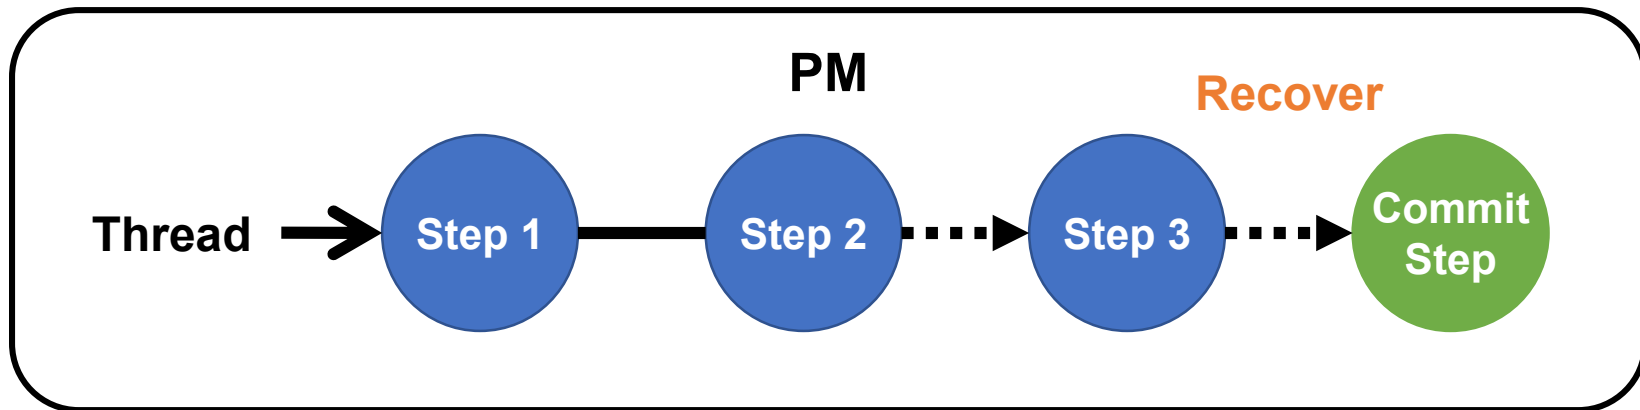 PM
Recover
Thread
Step 1
Step 2
Step 3
Commit
Step